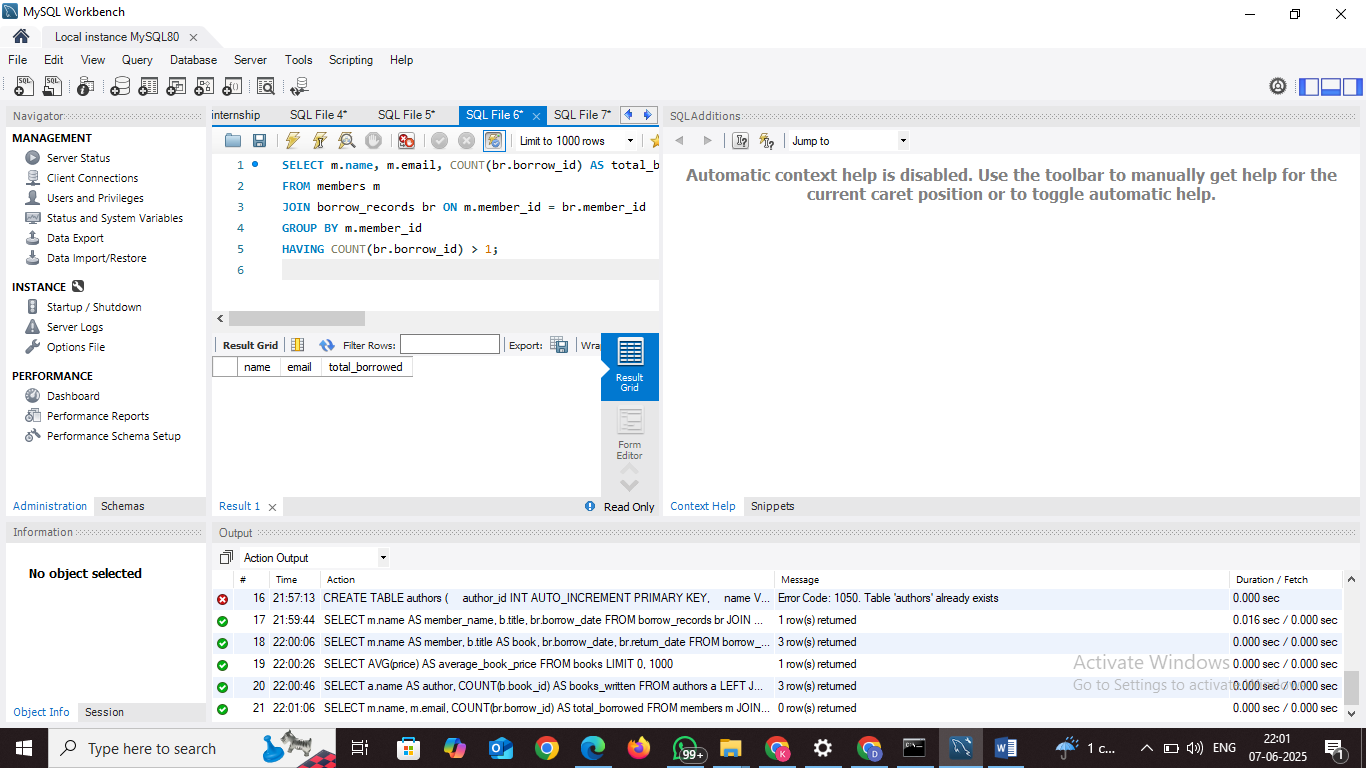 MySQL Workbench
Local instance MySQL80
File Edit View Query Database Server Tools Scripting Help
Navigator
MANAGEMENT
Server Status
Client Connections
Users and Privileges
Status and System Variables
Data Export
Data Import/Restore
INSTANCE
Startup / Shutdown
Server Logs
Options File
PERFORMANCE
Dashboard
Performance Reports
Performance Schema Setup
Administration Schemas
Information
No object selected
Object Info Session
internship SQL File 4* SQL File 5* SQL File 6* SQL File 7*
Limit to 1000 rows
1 SELECT m.name, m.email, COUNT(br.borrow_id) AS total_b
2 FROM members m
3 JOIN borrow_records br ON m.member_id = br.member_id
4 GROUP BY m.member_id
5 HAVING COUNT(br.borrow_id) > 1;
6
Result Grid Filter Rows: Export: Wra
name email total_borrowed
Result Grid
Form Editor
Result 1 Read Only
SQLAdditions
Jump to
Automatic context help is disabled. Use the toolbar to manually get help for the
current caret position or to toggle automatic help.
Context Help Snippets
Output
Action Output
# Time Action Message Duration / Fetch
16 21:57:13 CREATE TABLE authors ( author_id INT AUTO_INCREMENT PRIMARY KEY, name V... Error Code: 1050. Table 'authors' already exists 0.000 sec
17 21:59:44 SELECT m.name AS member_name, b.title, br.borrow_date FROM borrow_records br JOIN ... 1 row(s) returned 0.016 sec / 0.000 sec
18 22:00:06 SELECT m.name AS member, b.title AS book, br.borrow_date, br.return_date FROM borrow_... 3 row(s) returned 0.000 sec / 0.000 sec
19 22:00:26 SELECT AVG(price) AS average_book_price FROM books LIMIT 0, 1000 1 row(s) returned 0.000 sec / 0.000 sec
20 22:00:46 SELECT a.name AS author, COUNT(b.book_id) AS books_written FROM authors a LEFT J... 3 row(s) returned 0.000 sec / 0.000 sec
21 22:01:06 SELECT m.name, m.email, COUNT(br.borrow_id) AS total_borrowed FROM members m JOIN... 0 row(s) returned 0.000 sec / 0.000 sec
Activate Windows
Go to Settings to activate Windows.
Type here to search
99+
K
D
1 c...
ENG
22:01
07-06-2025
1